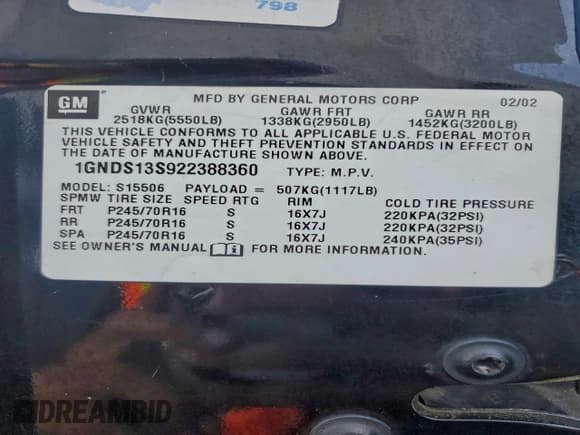 798
GM
MFD BY GENERAL MOTORS CORP 02/02
GVWR GAWR FRT GAWR RR
2518KG(5550LB) 1338KG(2950LB) 1452KG(3200LB)
THIS VEHICLE CONFORMS TO ALL APPLICABLE U.S. FEDERAL MOTOR
VEHICLE SAFETY AND THEFT PREVENTION STANDARDS IN EFFECT ON
THE DATE OF MANUFACTURE SHOWN ABOVE.
1GNDS13S922388360 TYPE: M.P.V.
MODEL: S15506 PAYLOAD = 507KG(1117LB)
SPMW TIRE SIZE SPEED RTG RIM COLD TIRE PRESSURE
FRT P245/70R16 S 16X7J 220KPA(32PSI)
RR P245/70R16 S 16X7J 220KPA(32PSI)
SPA P245/70R16 S 16X7J 240KPA(35PSI)
SEE OWNER'S MANUAL FOR MORE INFORMATION.
DREAMBID